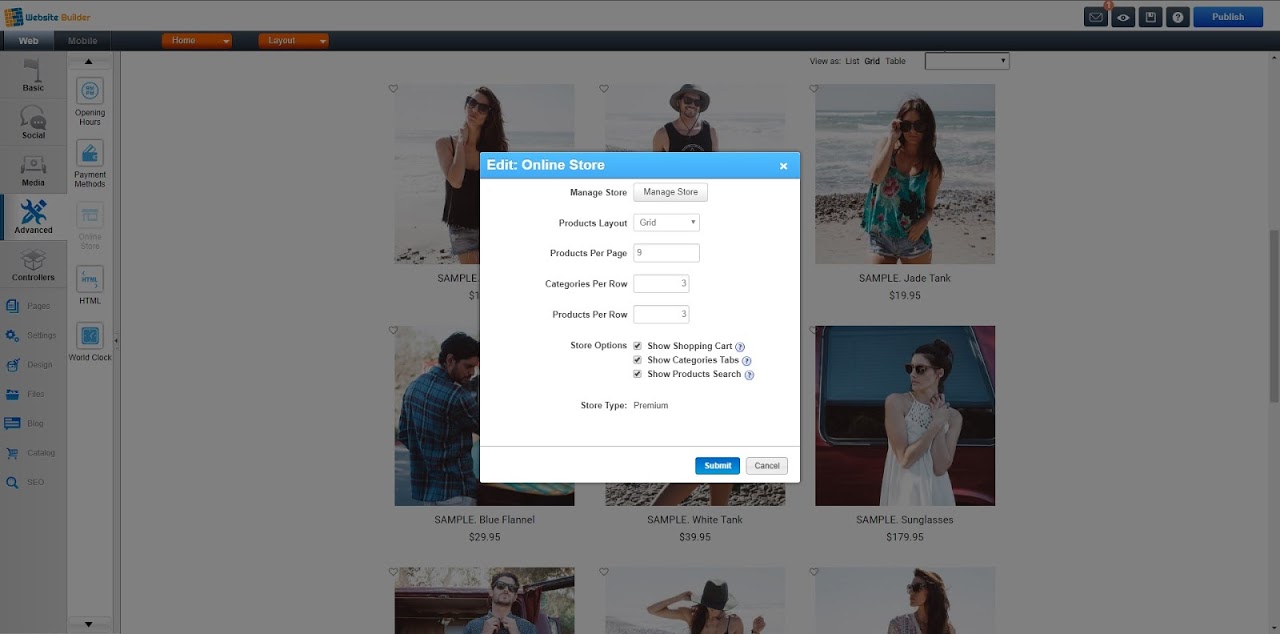 Website Builder
1
Publish
Web
Mobile
Home
Layout
Basic
Social
Media
Advanced
Controllers
Pages
Settings
Design
Files
Blog
Catalog
SEO
Opening
Hours
Payment
Methods
Online
Store
HTML
HTML
World Clock
View as: List Grid Table
Edit: Online Store
×
Manage Store Manage Store
Products Layout Grid
Products Per Page 9
Categories Per Row 3
Products Per Row 3
Store Options Show Shopping Cart ?
Show Categories Tabs ?
Show Products Search ?
Store Type: Premium
Submit Cancel
SAMPLE.
$1
SAMPLE. Jade Tank
$19.95
SAMPLE. Blue Flannel
$29.95
SAMPLE. White Tank
$39.95
SAMPLE. Sunglasses
$179.95